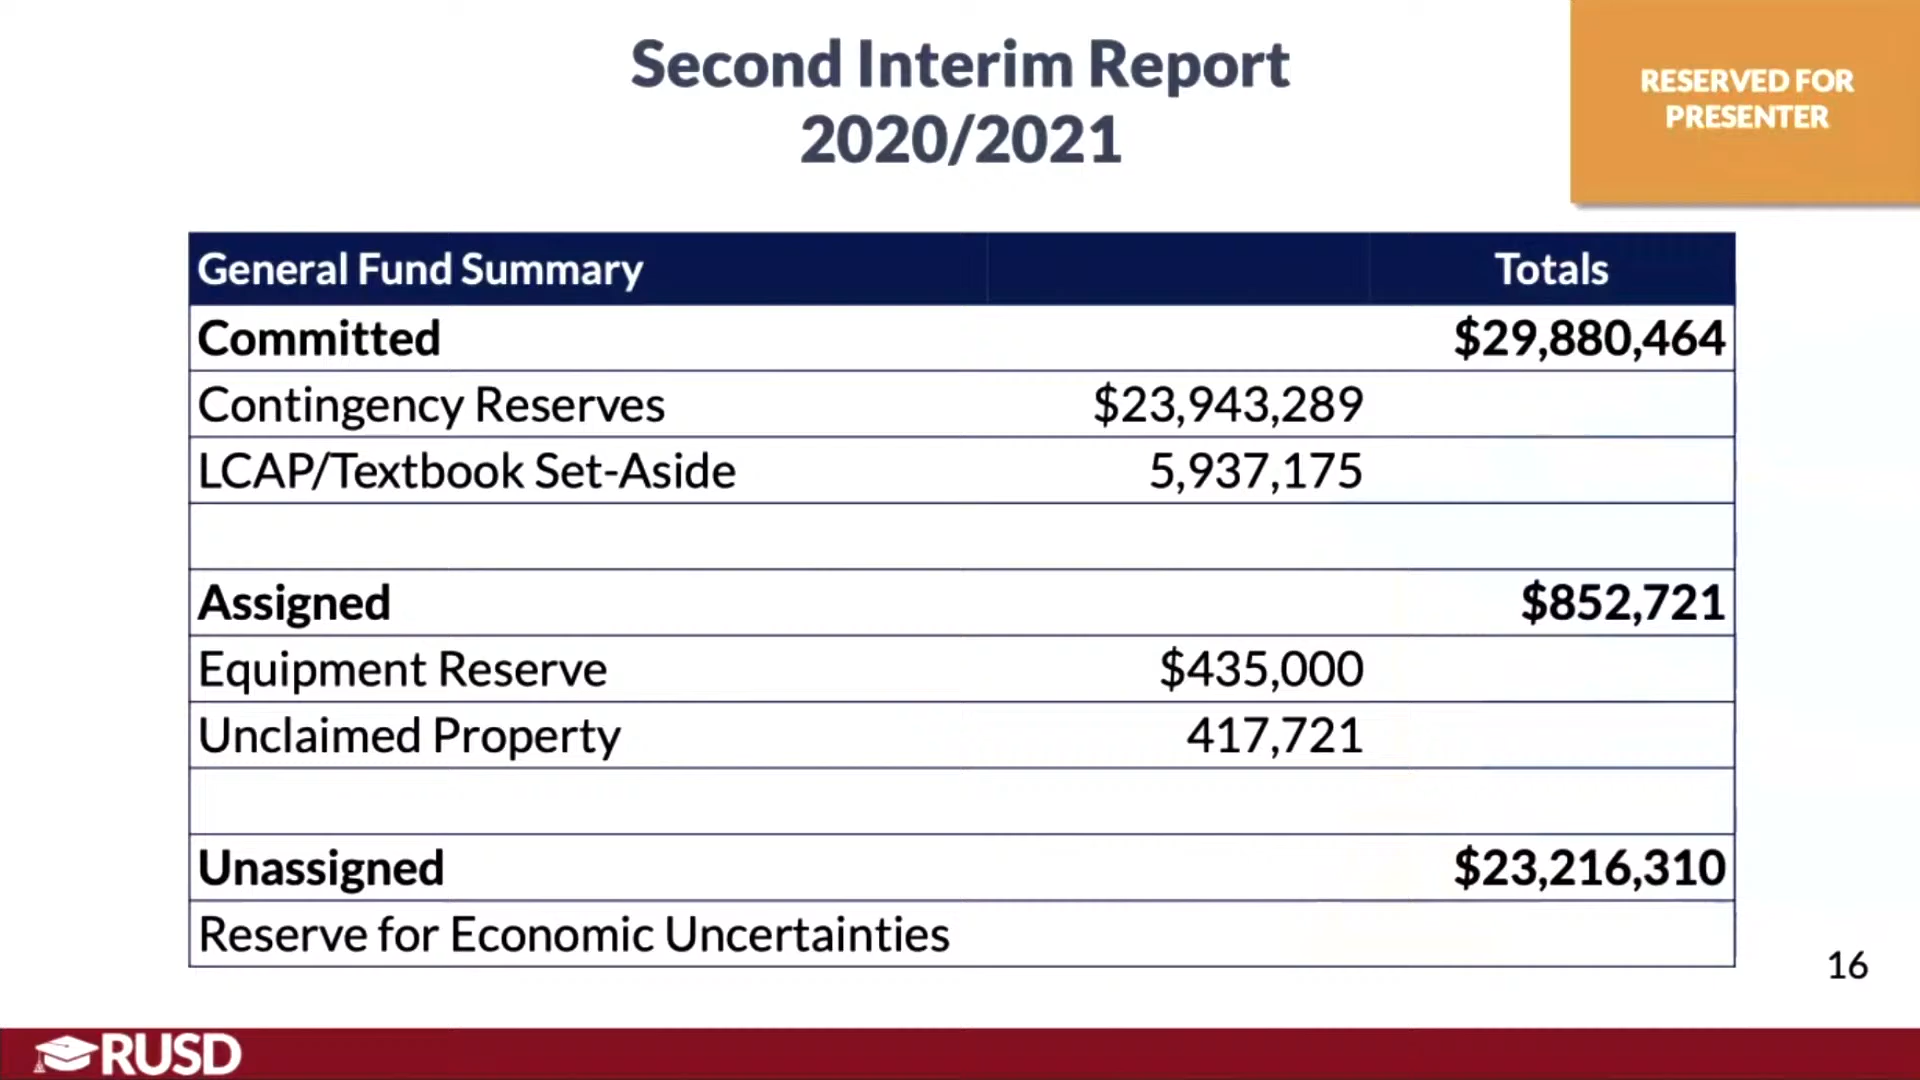 Second Interim Report
2020/2021
RESERVED FOR
PRESENTER
General Fund Summary Totals
Committed $29,880,464
Contingency Reserves $23,943,289
LCAP/Textbook Set-Aside 5,937,175
Assigned $852,721
Equipment Reserve $435,000
Unclaimed Property 417,721
Unassigned $23,216,310
Reserve for Economic Uncertainties
16
RUSD